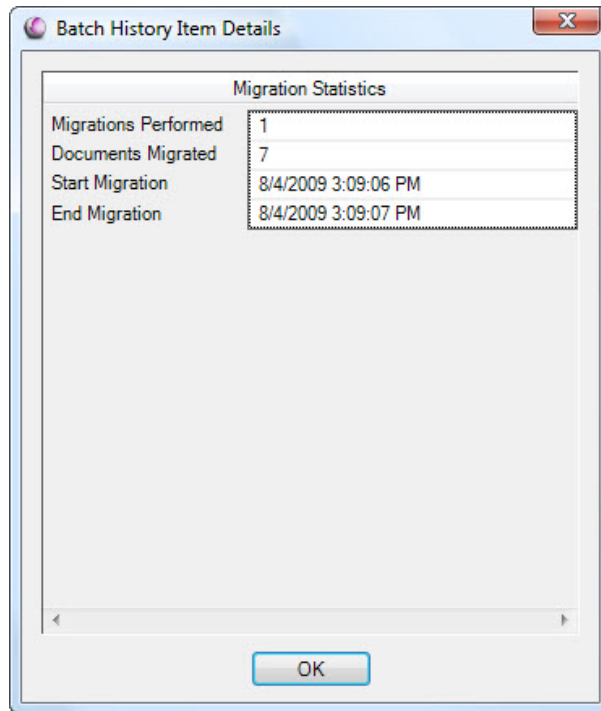 Batch History Item Details
Migration Statistics
Migrations Performed 1
Documents Migrated 7
Start Migration 8/4/2009 3:09:06 PM
End Migration 8/4/2009 3:09:07 PM
OK